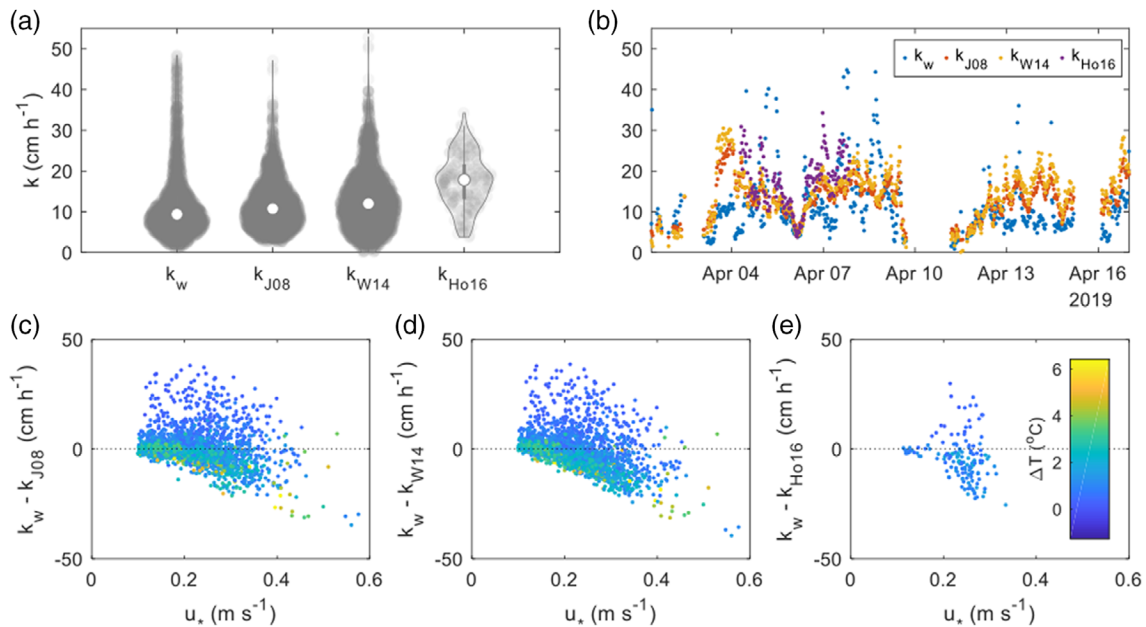 (a)
50
40
30
20
10
0
k (cm h⁻¹)
k_w
k_J08
k_W14
k_Ho16
(b)
k_w k_J08 k_W14 k_Ho16
50
40
30
20
10
0
Apr 04 Apr 07 Apr 10 Apr 13 Apr 16
2019
(c)
50
0
-50
k_w - k_J08 (cm h⁻¹)
0 0.2 0.4 0.6
u_* (m s⁻¹)
(d)
50
0
-50
k_w - k_W14 (cm h⁻¹)
0 0.2 0.4 0.6
u_* (m s⁻¹)
(e)
50
0
-50
k_w - k_Ho16 (cm h⁻¹)
0 0.2 0.4 0.6
u_* (m s⁻¹)
6
4
2
0
ΔT (°C)